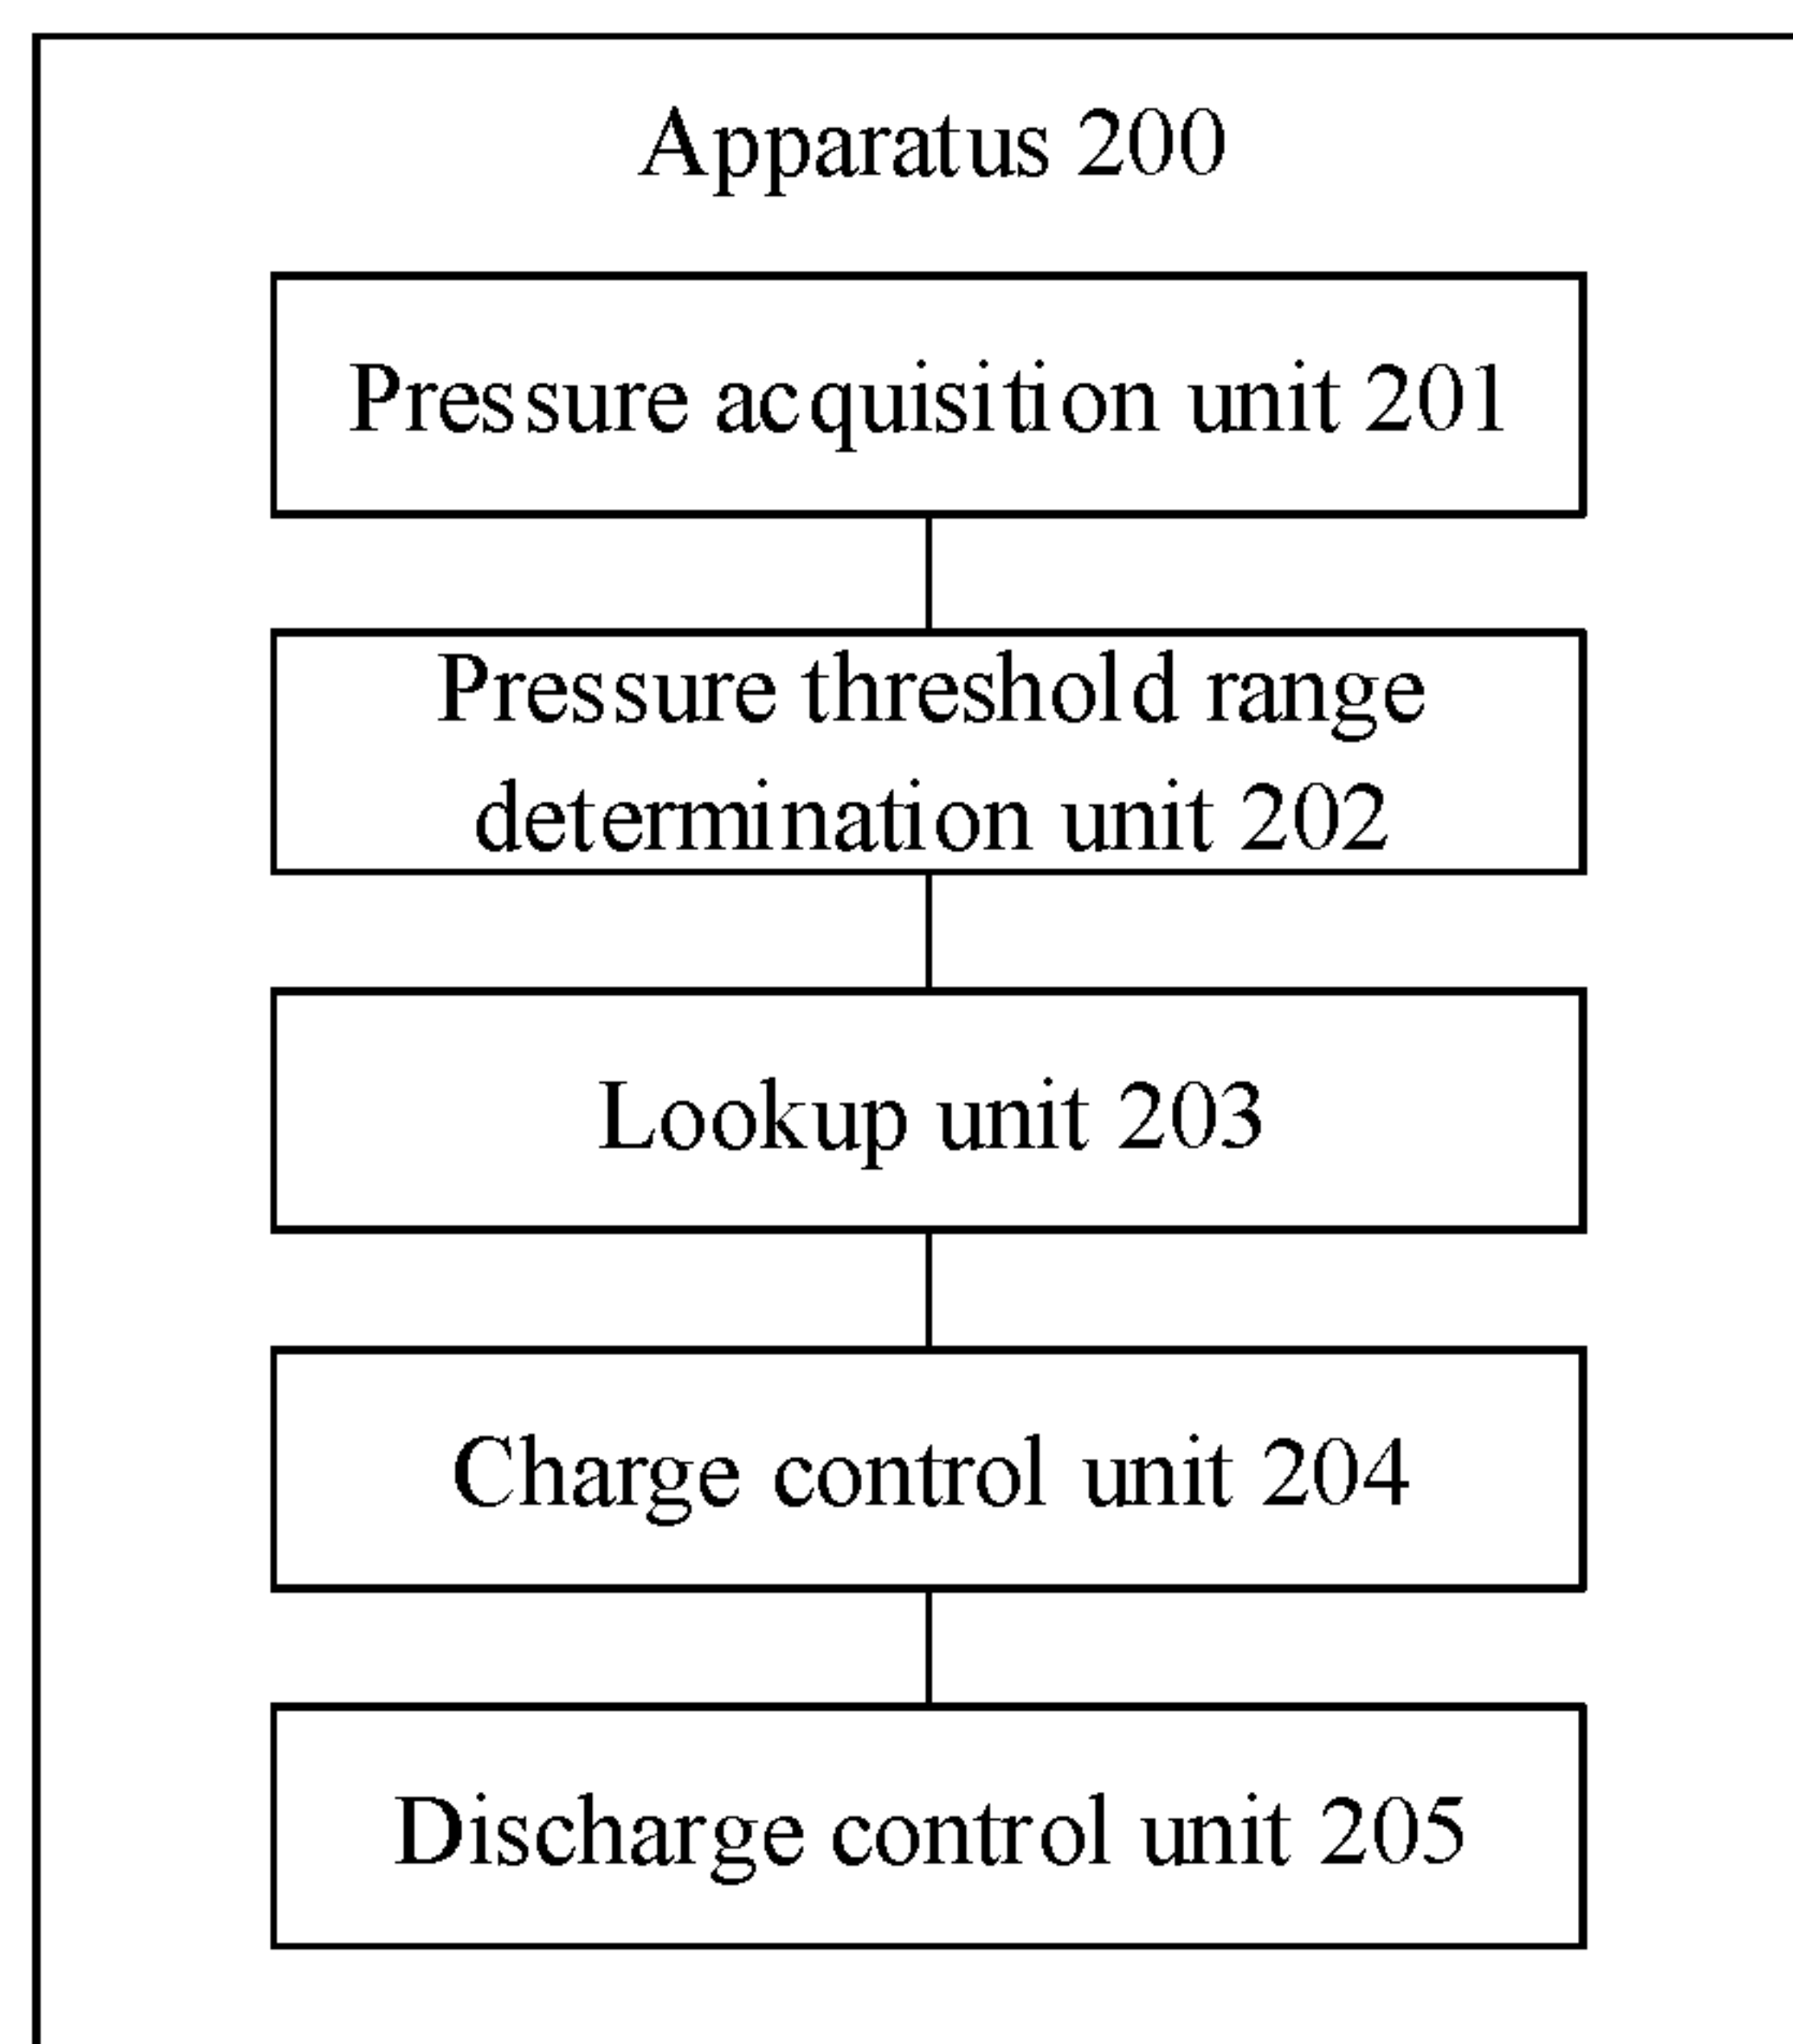 Apparatus 200
Pressure acquisition unit 201
Pressure threshold range
determination unit 202
Lookup unit 203
Charge control unit 204
Discharge control unit 205